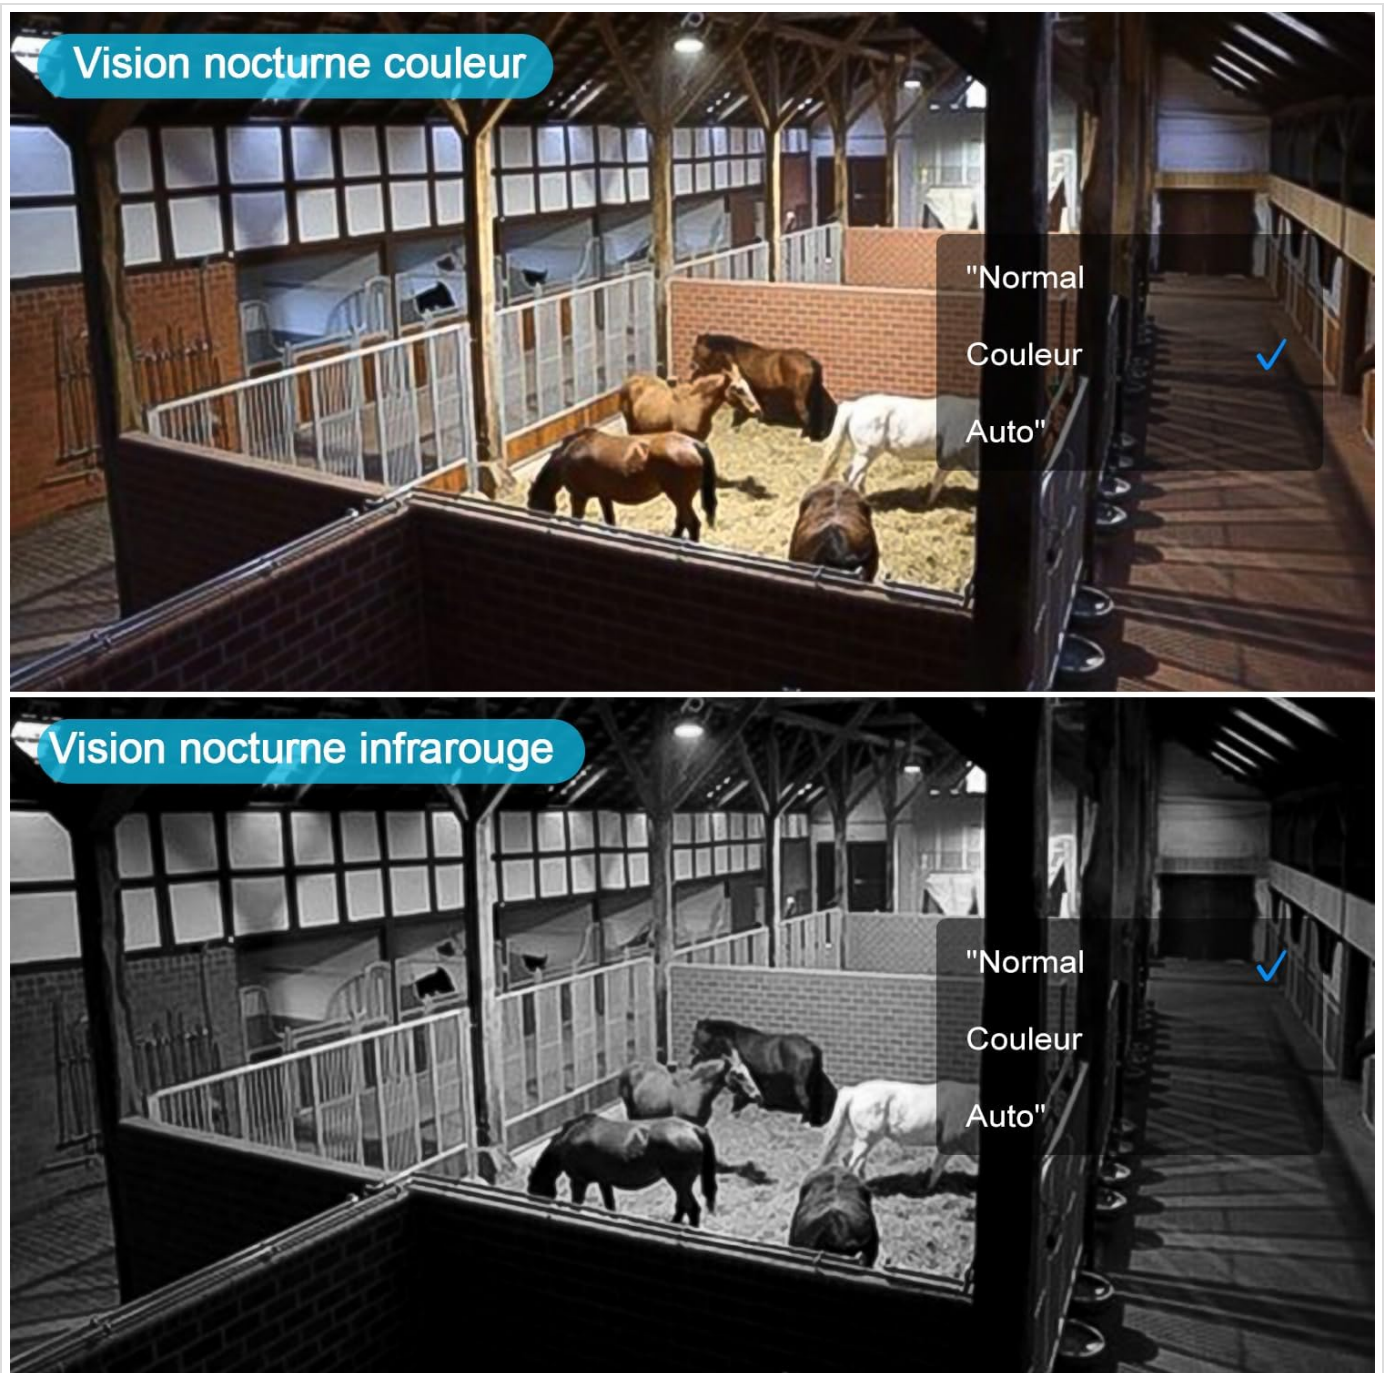 Vision nocturne couleur
"Normal
Couleur
Auto"
Vision nocturne infrarouge
"Normal
Couleur
Auto"